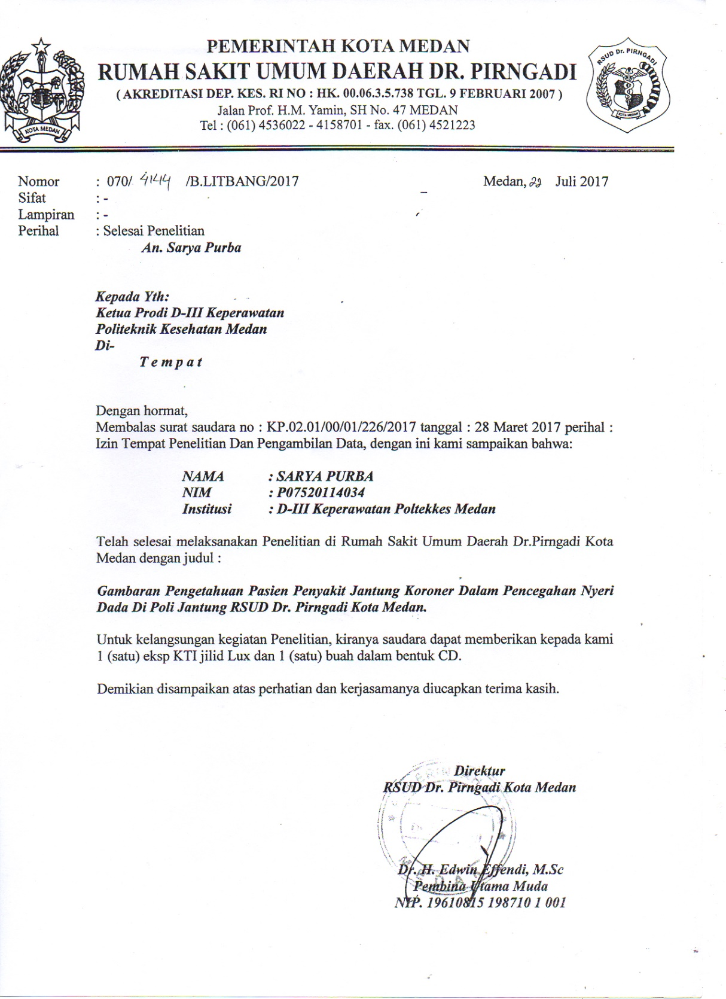 PEMERINTAH KOTA MEDAN
RUMAH SAKIT UMUM DAERAH DR. PIRNGADI
( AKREDITASI DEP. KES. RI NO : HK. 00.06.3.5.738 TGL. 9 FEBRUARI 2007 )
Jalan Prof. H.M. Yamin, SH No. 47 MEDAN
Tel : (061) 4536022 - 4158701 - fax. (061) 4521223
KOTA MEDAN
RSUD Dr. PIRNGADI
KOTA MEDAN
Nomor : 070/ 4144 /B.LITBANG/2017 Medan, 22 Juli 2017
Sifat : -
Lampiran : -
Perihal : Selesai Penelitian
An. Sarya Purba
Kepada Yth:
Ketua Prodi D-III Keperawatan
Politeknik Kesehatan Medan
Di-
T e m p a t
Dengan hormat,
Membalas surat saudara no : KP.02.01/00/01/226/2017 tanggal : 28 Maret 2017 perihal :
Izin Tempat Penelitian Dan Pengambilan Data, dengan ini kami sampaikan bahwa:
NAMA : SARYA PURBA
NIM : P07520114034
Institusi : D-III Keperawatan Poltekkes Medan
Telah selesai melaksanakan Penelitian di Rumah Sakit Umum Daerah Dr.Pirngadi Kota
Medan dengan judul :
Gambaran Pengetahuan Pasien Penyakit Jantung Koroner Dalam Pencegahan Nyeri
Dada Di Poli Jantung RSUD Dr. Pirngadi Kota Medan.
Untuk kelangsungan kegiatan Penelitian, kiranya saudara dapat memberikan kepada kami
1 (satu) eksp KTI jilid Lux dan 1 (satu) buah dalam bentuk CD.
Demikian disampaikan atas perhatian dan kerjasamanya diucapkan terima kasih.
Direktur
RSUD Dr. Pirngadi Kota Medan
Dr. H. Edwin Effendi, M.Sc
Pembina Utama Muda
NIP. 19610815 198710 1 001